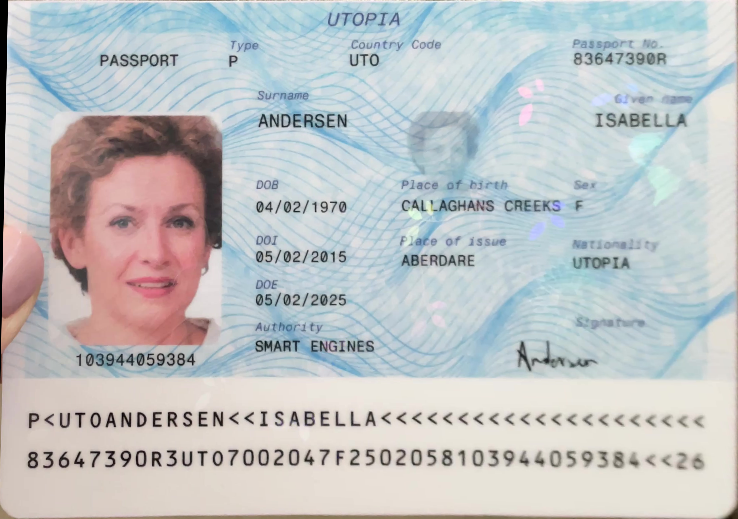 UTOPIA
PASSPORT
Type
P
Country Code
UTO
Passport No.
83647390R
Surname
ANDERSEN
Given name
ISABELLA
DOB
04/02/1970
Place of birth
CALLAGHANS CREEKS
Sex
F
DOI
05/02/2015
Place of issue
ABERDARE
Nationality
UTOPIA
DOE
05/02/2025
Authority
SMART ENGINES
Signature
Andersen
103944059384
P<UTOANDERSEN<<ISABELLA<<<<<<<<<<<<<<<<<<<<<
83647390R3UTO7002047F2502058103944059384<<26